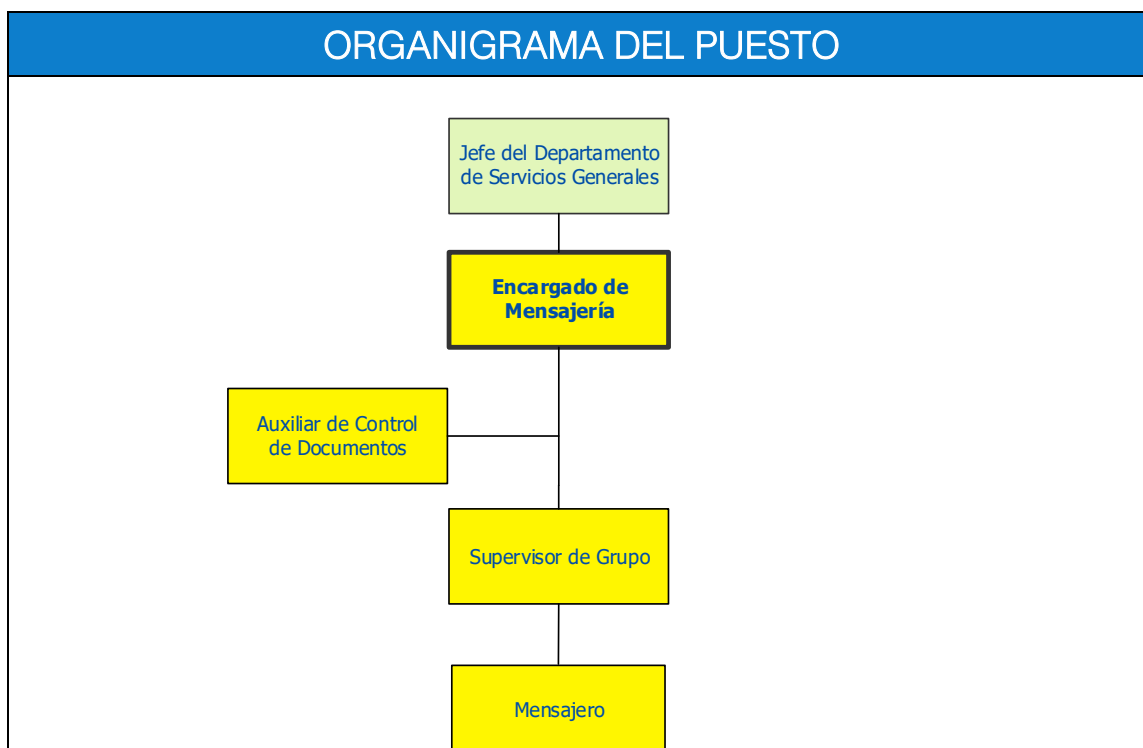 ORGANIGRAMA DEL PUESTO
Jefe del Departamento
de Servicios Generales
Encargado de
Mensajería
Auxiliar de Control
de Documentos
Supervisor de Grupo
Mensajero